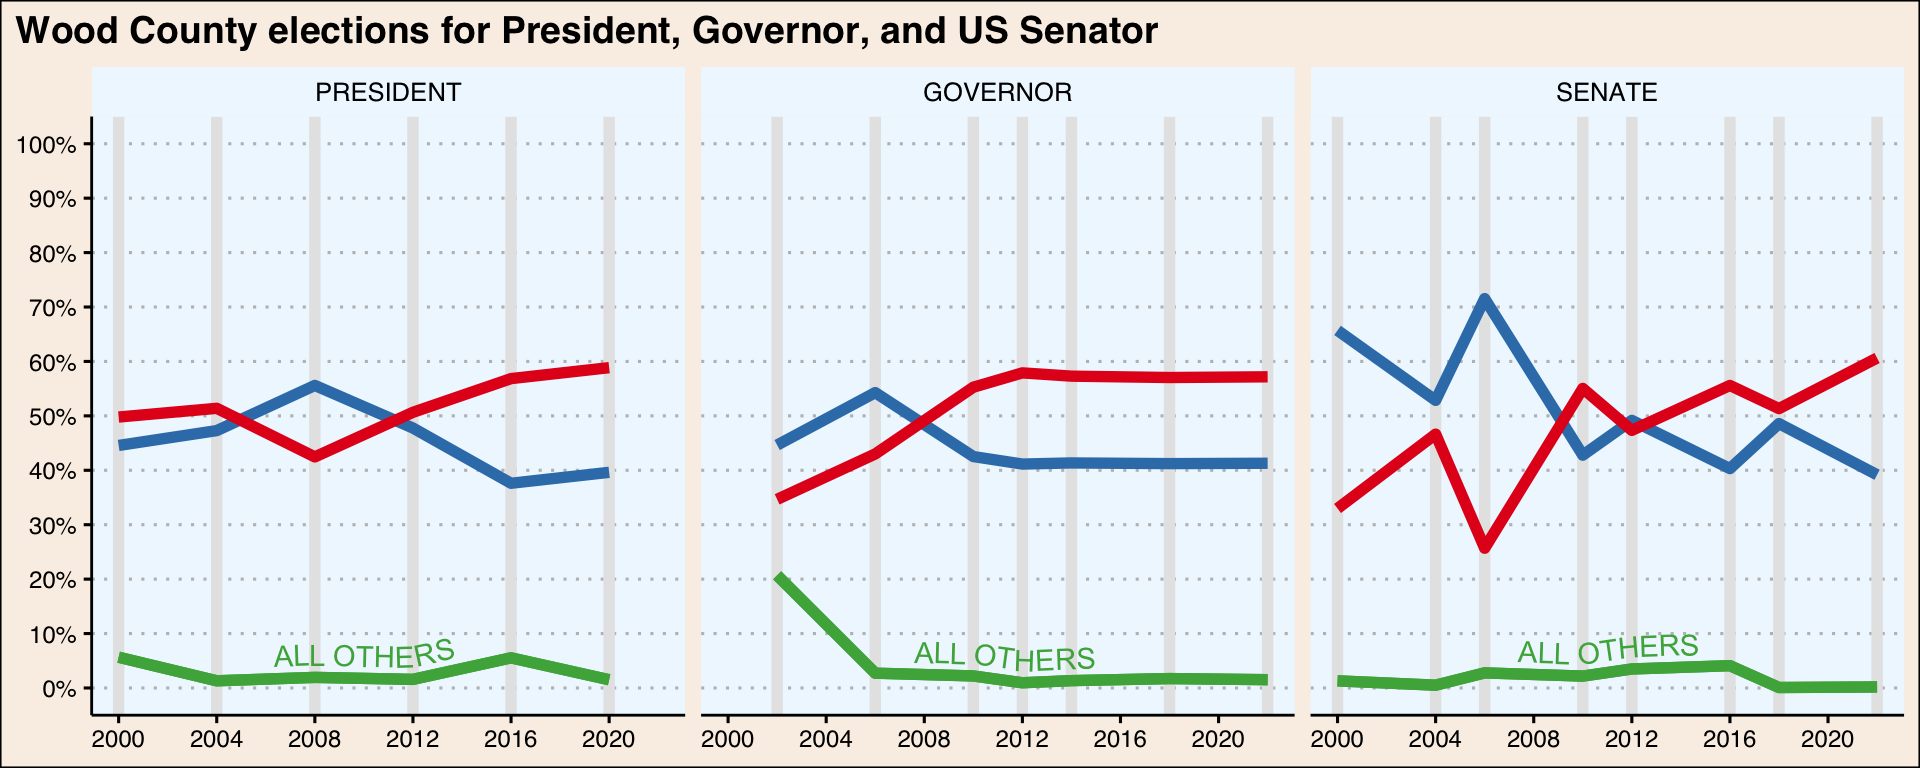 Wood County elections for President, Governor, and US Senator
PRESIDENT
GOVERNOR
SENATE
100%
90%
80%
70%
60%
50%
40%
30%
20%
10%
0%
ALL OTHERS
ALL OTHERS
ALL OTHERS
2000 2004 2008 2012 2016 2020
2000 2004 2008 2012 2016 2020
2000 2004 2008 2012 2016 2020